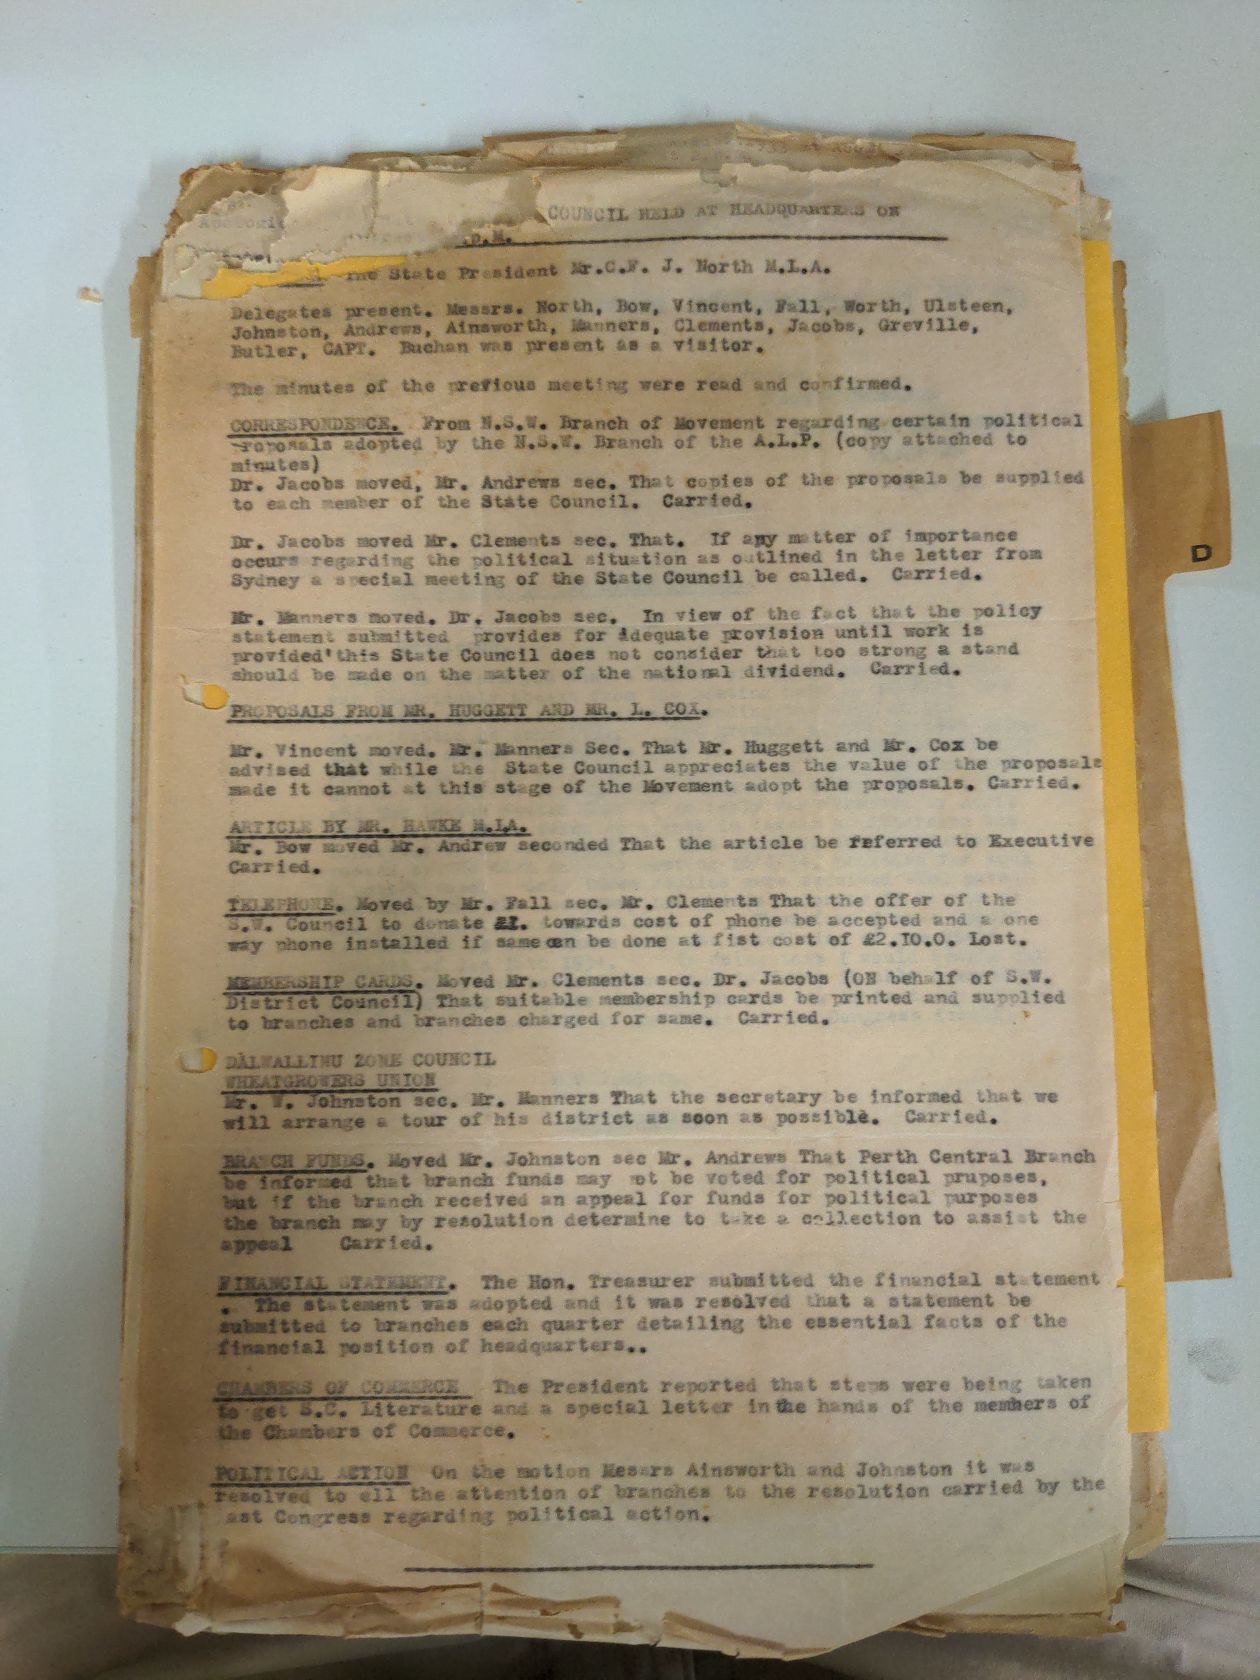 COUNCIL HELD AT HEADQUARTERS ON
P.M.
The State President Mr.C.F. J. North M.L.A.
Delegates present. Messrs. North, Bow, Vincent, Fall, Worth, Ulsteen,
Johnston, Andrews, Ainsworth, Manners, Clements, Jacobs, Greville,
Butler, CAPT. Buchan was present as a visitor.
The minutes of the previous meeting were read and confirmed.
CORRESPONDENCE. From N.S.W. Branch of Movement regarding certain political
proposals adopted by the N.S.W. Branch of the A.L.P. (copy attached to
minutes)
Dr. Jacobs moved, Mr. Andrews sec. That copies of the proposals be supplied
to each member of the State Council. Carried.
Dr. Jacobs moved Mr. Clements sec. That. If any matter of importance
occurs regarding the political situation as outlined in the letter from
Sydney a special meeting of the State Council be called. Carried.
Mr. Manners moved. Dr. Jacobs sec. In view of the fact that the policy
statement submitted provides for adequate provision until work is
provided'this State Council does not consider that too strong a stand
should be made on the matter of the national dividend. Carried.
PROPOSALS FROM MR. HUGGETT AND MR. L. COX.
Mr. Vincent moved. Mr. Manners Sec. That Mr. Huggett and Mr. Cox be
advised that while the State Council appreciates the value of the proposals
made it cannot at this stage of the Movement adopt the proposals. Carried.
ARTICLE BY MR. HAWKE M.LA.
Mr. Bow moved Mr. Andrew seconded That the article be referred to Executive
Carried.
TELEPHONE. Moved by Mr. Fall sec. Mr. Clements That the offer of the
S.W. Council to donate £I. towards cost of phone be accepted and a one
way phone installed if same can be done at fist cost of £2.IO.0. Lost.
MEMBERSHIP CARDS. Moved Mr. Clements sec. Dr. Jacobs (ON behalf of S.W.
District Council) That suitable membership cards be printed and supplied
to branches and branches charged for same. Carried.
DALWALLINU ZONE COUNCIL
WHEATGROWERS UNION
Mr. W. Johnston sec. Mr. Manners That the secretary be informed that we
will arrange a tour of his district as soon as possible. Carried.
BRANCH FUNDS. Moved Mr. Johnston sec Mr. Andrews That Perth Central Branch
be informed that branch funds may not be voted for political pruposes,
but if the branch received an appeal for funds for political purposes
the branch may by resolution determine to take a collection to assist the
appeal Carried.
FINANCIAL STATEMENT. The Hon. Treasurer submitted the financial statement
. The statement was adopted and it was resolved that a statement be
submitted to branches each quarter detailing the essential facts of the
financial position of headquarters..
CHAMBERS OF COMMERCE The President reported that steps were being taken
to get S.C. Literature and a special letter in the hands of the members of
the Chambers of Commerce.
POLITICAL ACTION On the motion Messrs Ainsworth and Johnston it was
resolved to ell the attention of branches to the resolution carried by the
ast Congress regarding political action.
D